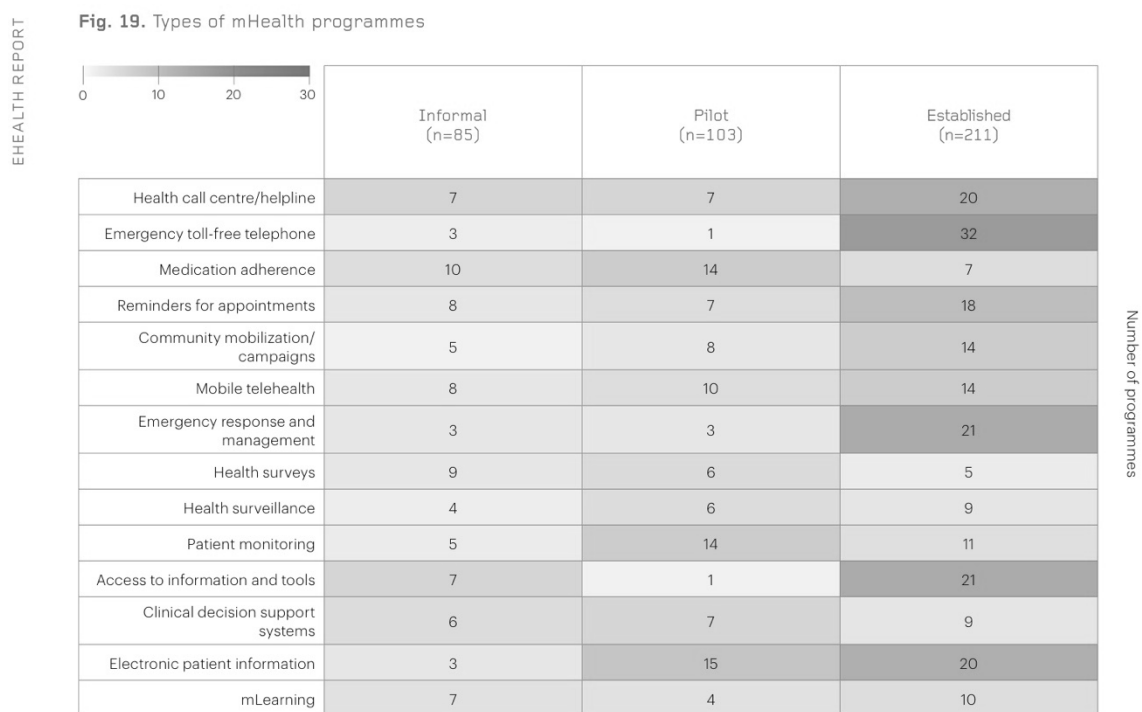 EHEALTH REPORT
Fig. 19. Types of mHealth programmes
0 10 20 30
Informal
(n=85)
Pilot
(n=103)
Established
(n=211)
Health call centre/helpline 7 7 20
Emergency toll-free telephone 3 1 32
Medication adherence 10 14 7
Reminders for appointments 8 7 18
Community mobilization/
campaigns 5 8 14
Mobile telehealth 8 10 14
Emergency response and
management 3 3 21
Health surveys 9 6 5
Health surveillance 4 6 9
Patient monitoring 5 14 11
Access to information and tools 7 1 21
Clinical decision support
systems 6 7 9
Electronic patient information 3 15 20
mLearning 7 4 10
Number of programmes